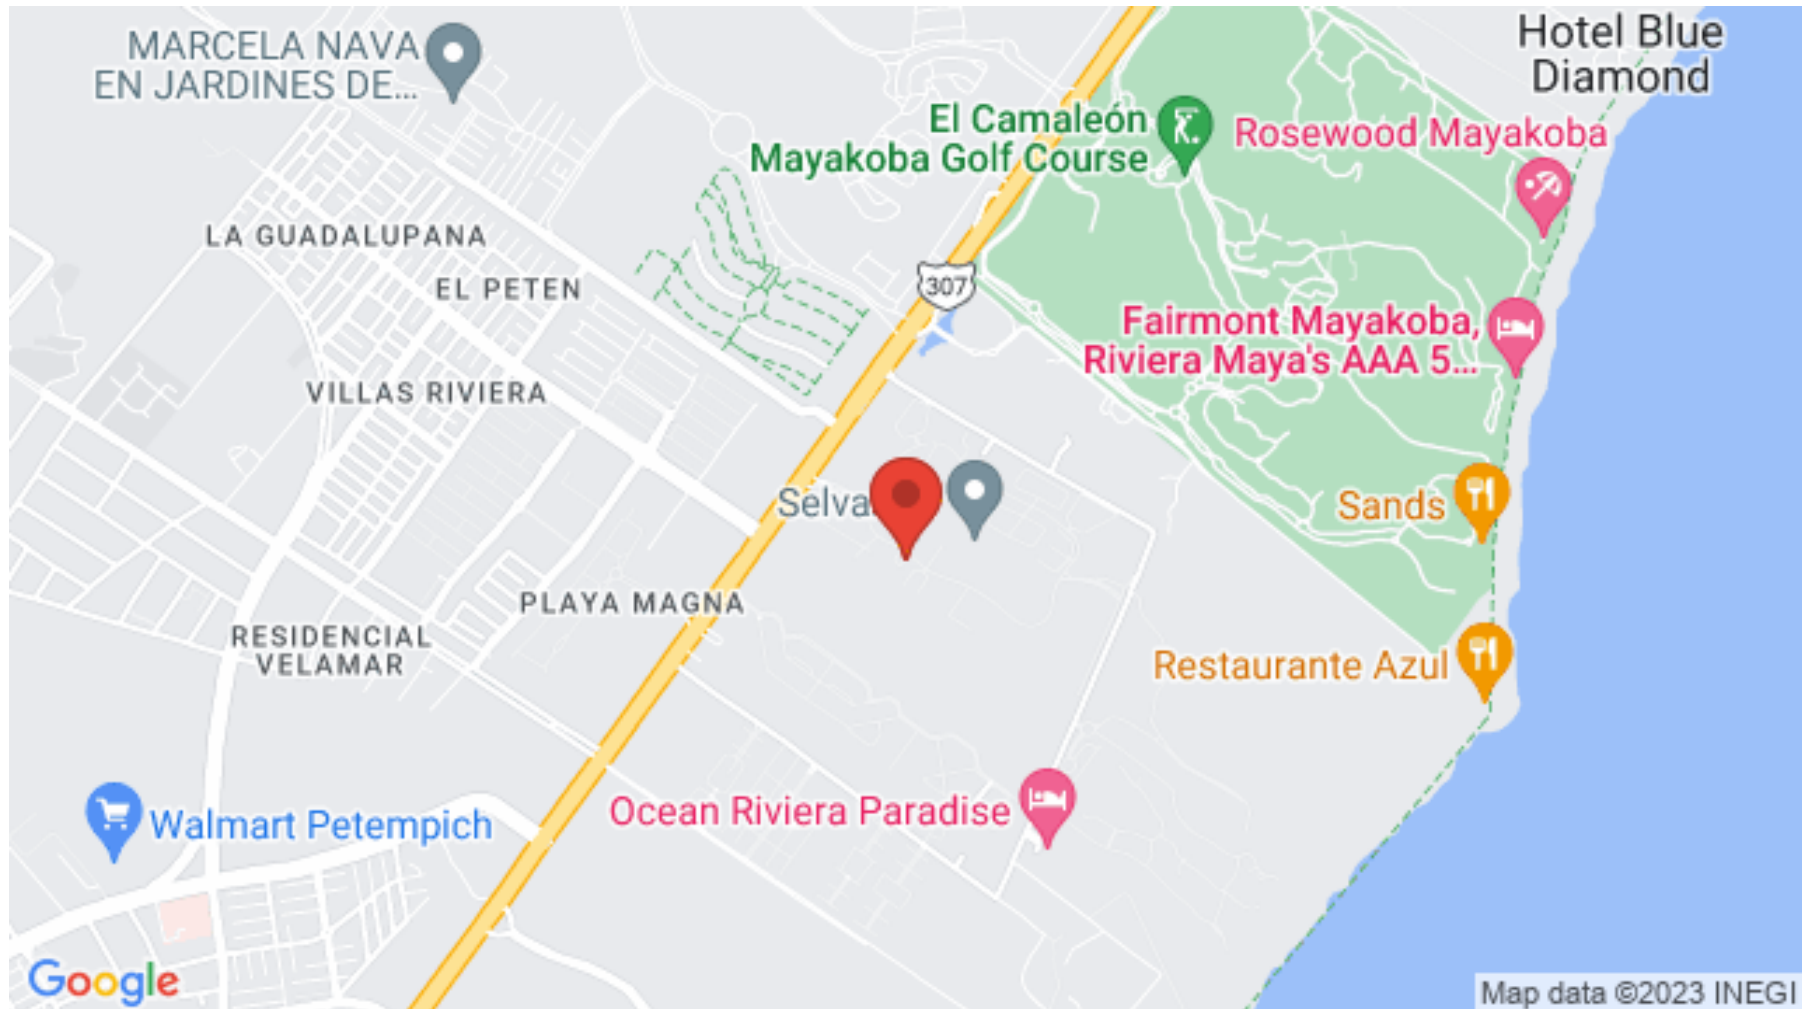 MARCELA NAVA
EN JARDINES DE...
Hotel Blue
Diamond
El Camaleón
Mayakoba Golf Course
Rosewood Mayakoba
LA GUADALUPANA
EL PETEN
307
Fairmont Mayakoba,
Riviera Maya's AAA 5...
VILLAS RIVIERA
Selva
Sands
PLAYA MAGNA
RESIDENCIAL
VELAMAR
Restaurante Azul
Ocean Riviera Paradise
Walmart Petempich
Google
Map data ©2023 INEGI